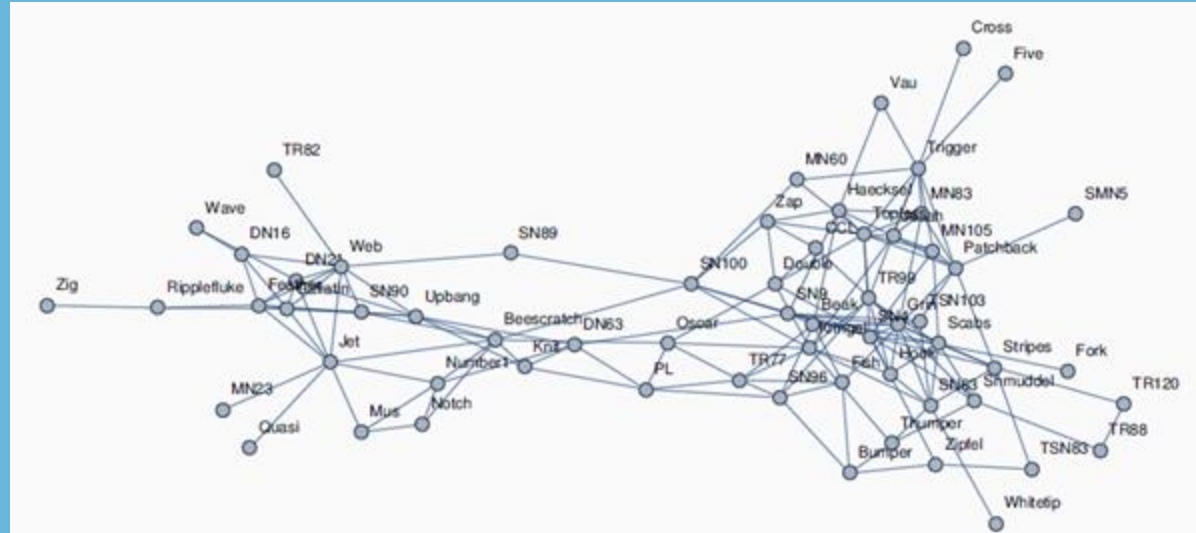 Cross
Five
Vau
TR82
Trigger
MN60
Haecksel
MN83
SMN5
Wave
Zap
DN16
SN89
CCL
MN105
Web
Patchback
DN21
SN100
Double
Zig
Ripplefluke
SN90
Upbang
TR99
SN9
Beak
TSN103
Beescratch
DN63
Oscar
Scabs
Jet
Knit
Stripes
Fork
Number1
PL
TR77
Fish
Hook
MN23
SN96
SN63
Shmuddel
TR120
Mus
Notch
Quasi
Thumper
TR88
Bumper
Zipfel
TSN83
Whitetip